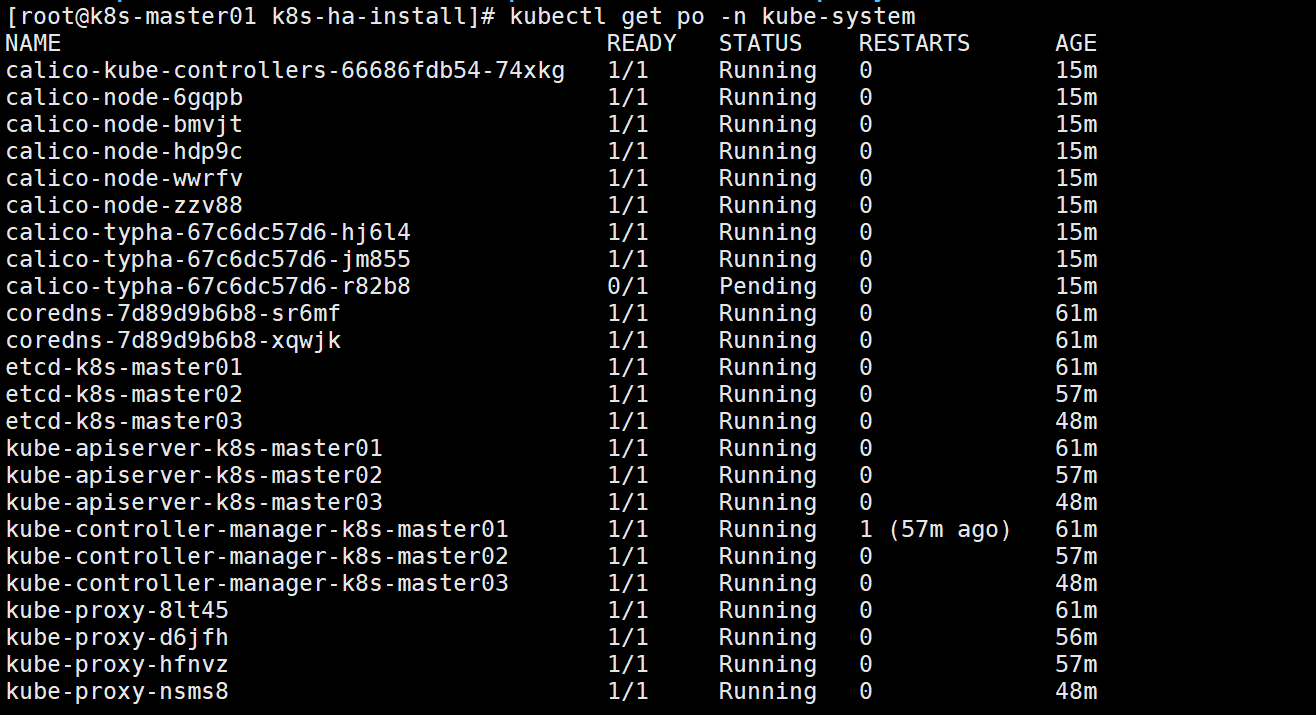 [root@k8s-master01 k8s-ha-install]# kubectl get po -n kube-system
NAME                                       READY   STATUS    RESTARTS      AGE
calico-kube-controllers-66686fdb54-74xkg   1/1     Running   0             15m
calico-node-6gqpb                          1/1     Running   0             15m
calico-node-bmvjt                          1/1     Running   0             15m
calico-node-hdp9c                          1/1     Running   0             15m
calico-node-wwrfv                          1/1     Running   0             15m
calico-node-zzv88                          1/1     Running   0             15m
calico-typha-67c6dc57d6-hj6l4              1/1     Running   0             15m
calico-typha-67c6dc57d6-jm855              1/1     Running   0             15m
calico-typha-67c6dc57d6-r82b8              0/1     Pending   0             15m
coredns-7d89d9b6b8-sr6mf                   1/1     Running   0             61m
coredns-7d89d9b6b8-xqwjk                   1/1     Running   0             61m
etcd-k8s-master01                          1/1     Running   0             61m
etcd-k8s-master02                          1/1     Running   0             57m
etcd-k8s-master03                          1/1     Running   0             48m
kube-apiserver-k8s-master01                1/1     Running   0             61m
kube-apiserver-k8s-master02                1/1     Running   0             57m
kube-apiserver-k8s-master03                1/1     Running   0             48m
kube-controller-manager-k8s-master01       1/1     Running   1 (57m ago)   61m
kube-controller-manager-k8s-master02       1/1     Running   0             57m
kube-controller-manager-k8s-master03       1/1     Running   0             48m
kube-proxy-8lt45                           1/1     Running   0             61m
kube-proxy-d6jfh                           1/1     Running   0             56m
kube-proxy-hfnvz                           1/1     Running   0             57m
kube-proxy-nsms8                           1/1     Running   0             48m